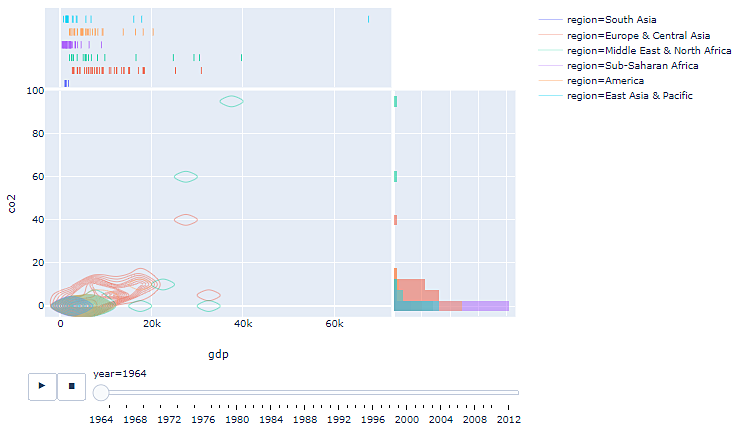 region=South Asia
region=Europe & Central Asia
region=Middle East & North Africa
region=Sub-Saharan Africa
region=America
region=East Asia & Pacific
100
80
60
40
20
0
co2
0 20k 40k 60k
gdp
year=1964
1964 1968 1972 1976 1980 1984 1988 1992 1996 2000 2004 2008 2012